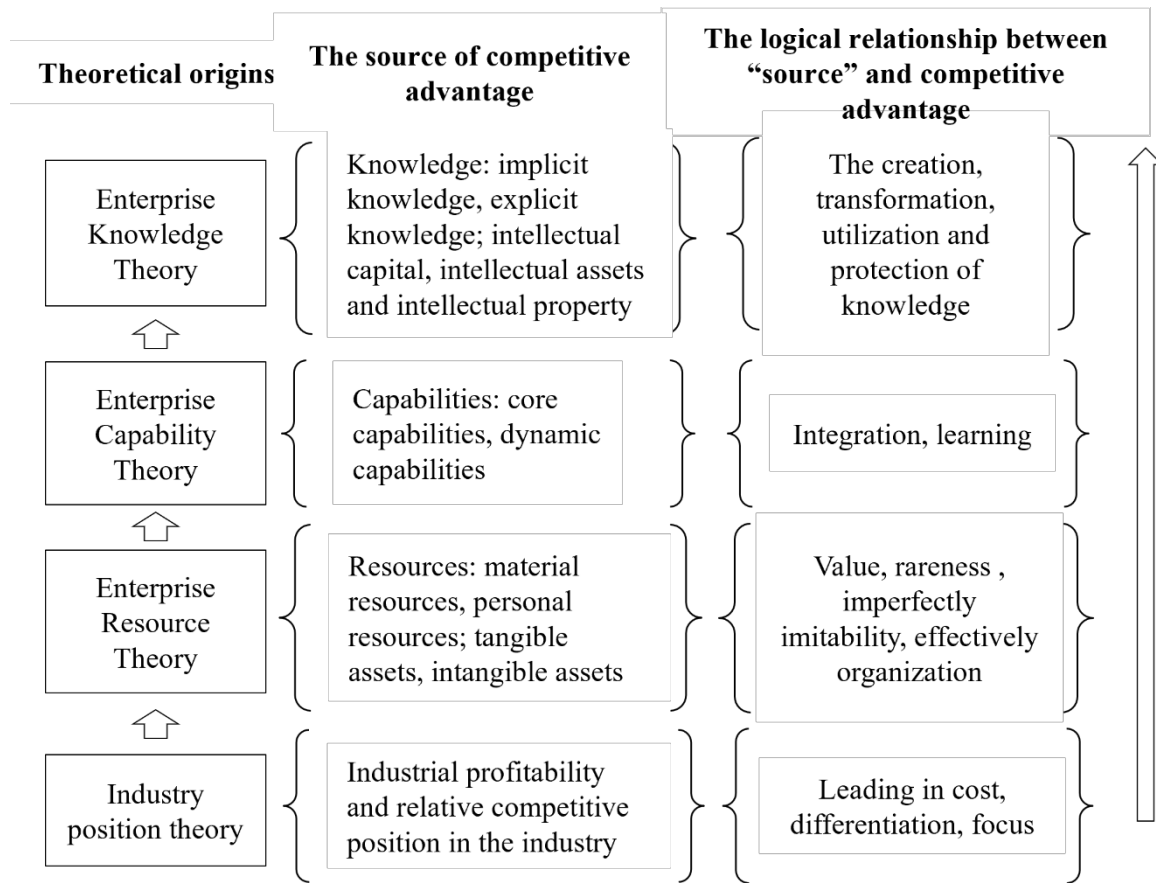 Theoretical origins
The source of competitive
advantage
The logical relationship between
“source” and competitive
advantage
Enterprise
Knowledge
Theory
Knowledge: implicit
knowledge, explicit
knowledge; intellectual
capital, intellectual assets
and intellectual property
The creation,
transformation,
utilization and
protection of
knowledge
Enterprise
Capability
Theory
Capabilities: core
capabilities, dynamic
capabilities
Integration, learning
Enterprise
Resource
Theory
Resources: material
resources, personal
resources; tangible
assets, intangible assets
Value, rareness ,
imperfectly
imitability, effectively
organization
Industry
position theory
Industrial profitability
and relative competitive
position in the industry
Leading in cost,
differentiation, focus